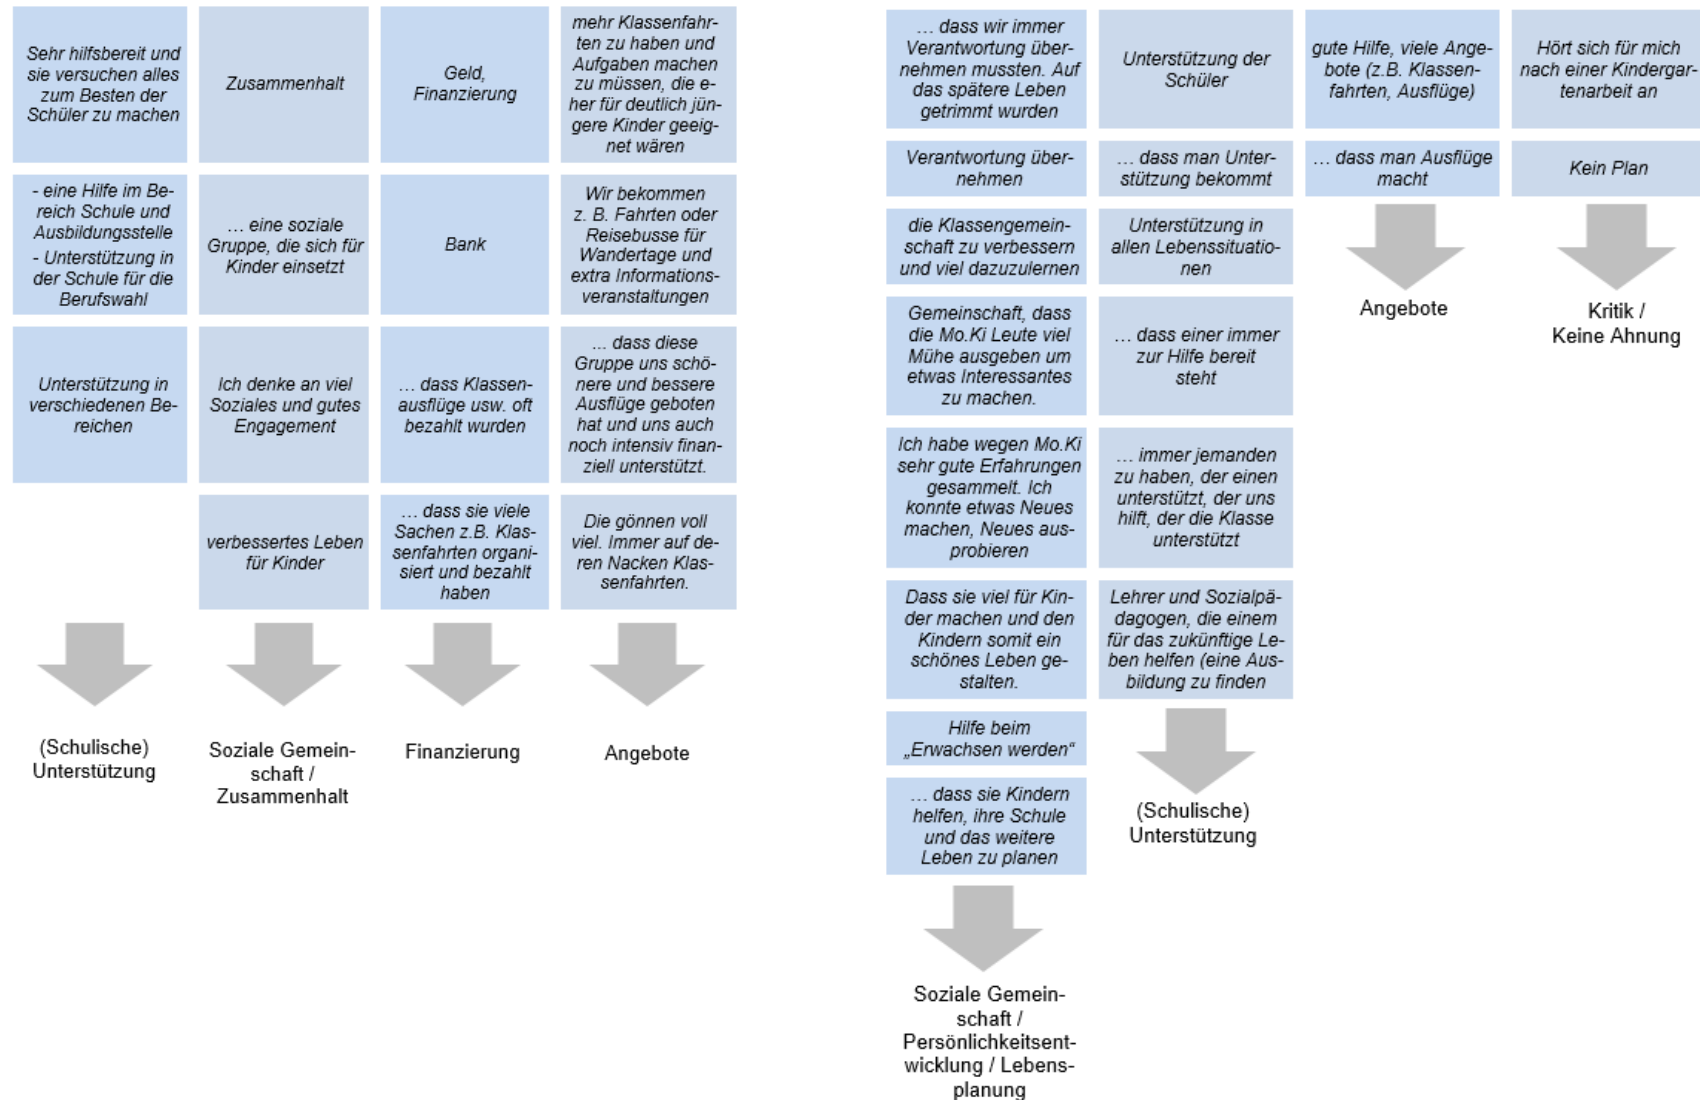 Sehr hilfsbereit und
sie versuchen alles
zum Besten der
Schüler zu machen
- eine Hilfe im Be-
reich Schule und
Ausbildungsstelle
- Unterstützung in
der Schule für die
Berufswahl
Unterstützung in
verschiedenen Be-
reichen
(Schulische)
Unterstützung
Zusammenhalt
… eine soziale
Gruppe, die sich für
Kinder einsetzt
Ich denke an viel
Soziales und gutes
Engagement
verbessertes Leben
für Kinder
Soziale Gemein-
schaft /
Zusammenhalt
Geld,
Finanzierung
Bank
… dass Klassen-
ausflüge usw. oft
bezahlt wurden
… dass sie viele
Sachen z.B. Klas-
senfahrten organi-
siert und bezahlt
haben
Finanzierung
mehr Klassenfahr-
ten zu haben und
Aufgaben machen
zu müssen, die e-
her für deutlich jün-
gere Kinder geeig-
net wären
Wir bekommen
z. B. Fahrten oder
Reisebusse für
Wandertage und
extra Informations-
veranstaltungen
… dass diese
Gruppe uns schö-
nere und bessere
Ausflüge geboten
hat und uns auch
noch intensiv finan-
ziell unterstützt.
Die gönnen voll
viel. Immer auf de-
ren Nacken Klas-
senfahrten.
Angebote
… dass wir immer
Verantwortung über-
nehmen mussten. Auf
das spätere Leben
getrimmt wurden
Verantwortung über-
nehmen
die Klassengemein-
schaft zu verbessern
und viel dazuzulernen
Gemeinschaft, dass
die Mo.Ki Leute viel
Mühe ausgeben um
etwas Interessantes
zu machen.
Ich habe wegen Mo.Ki
sehr gute Erfahrungen
gesammelt. Ich
konnte etwas Neues
machen, Neues aus-
probieren
Dass sie viel für Kin-
der machen und den
Kindern somit ein
schönes Leben ge-
stalten.
Hilfe beim
„Erwachsen werden“
… dass sie Kindern
helfen, ihre Schule
und das weitere
Leben zu planen
Soziale Gemein-
schaft /
Persönlichkeitsent-
wicklung / Lebens-
planung
Unterstützung der
Schüler
… dass man Unter-
stützung bekommt
Unterstützung in
allen Lebenssituatio-
nen
… dass einer immer
zur Hilfe bereit
steht
… immer jemanden
zu haben, der einen
unterstützt, der uns
hilft, der die Klasse
unterstützt
Lehrer und Sozialpä-
dagogen, die einem
für das zukünftige Le-
ben helfen (eine Aus-
bildung zu finden
(Schulische)
Unterstützung
gute Hilfe, viele Ange-
bote (z.B. Klassen-
fahrten, Ausflüge)
… dass man Ausflüge
macht
Angebote
Hört sich für mich
nach einer Kindergar-
tenarbeit an
Kein Plan
Kritik /
Keine Ahnung